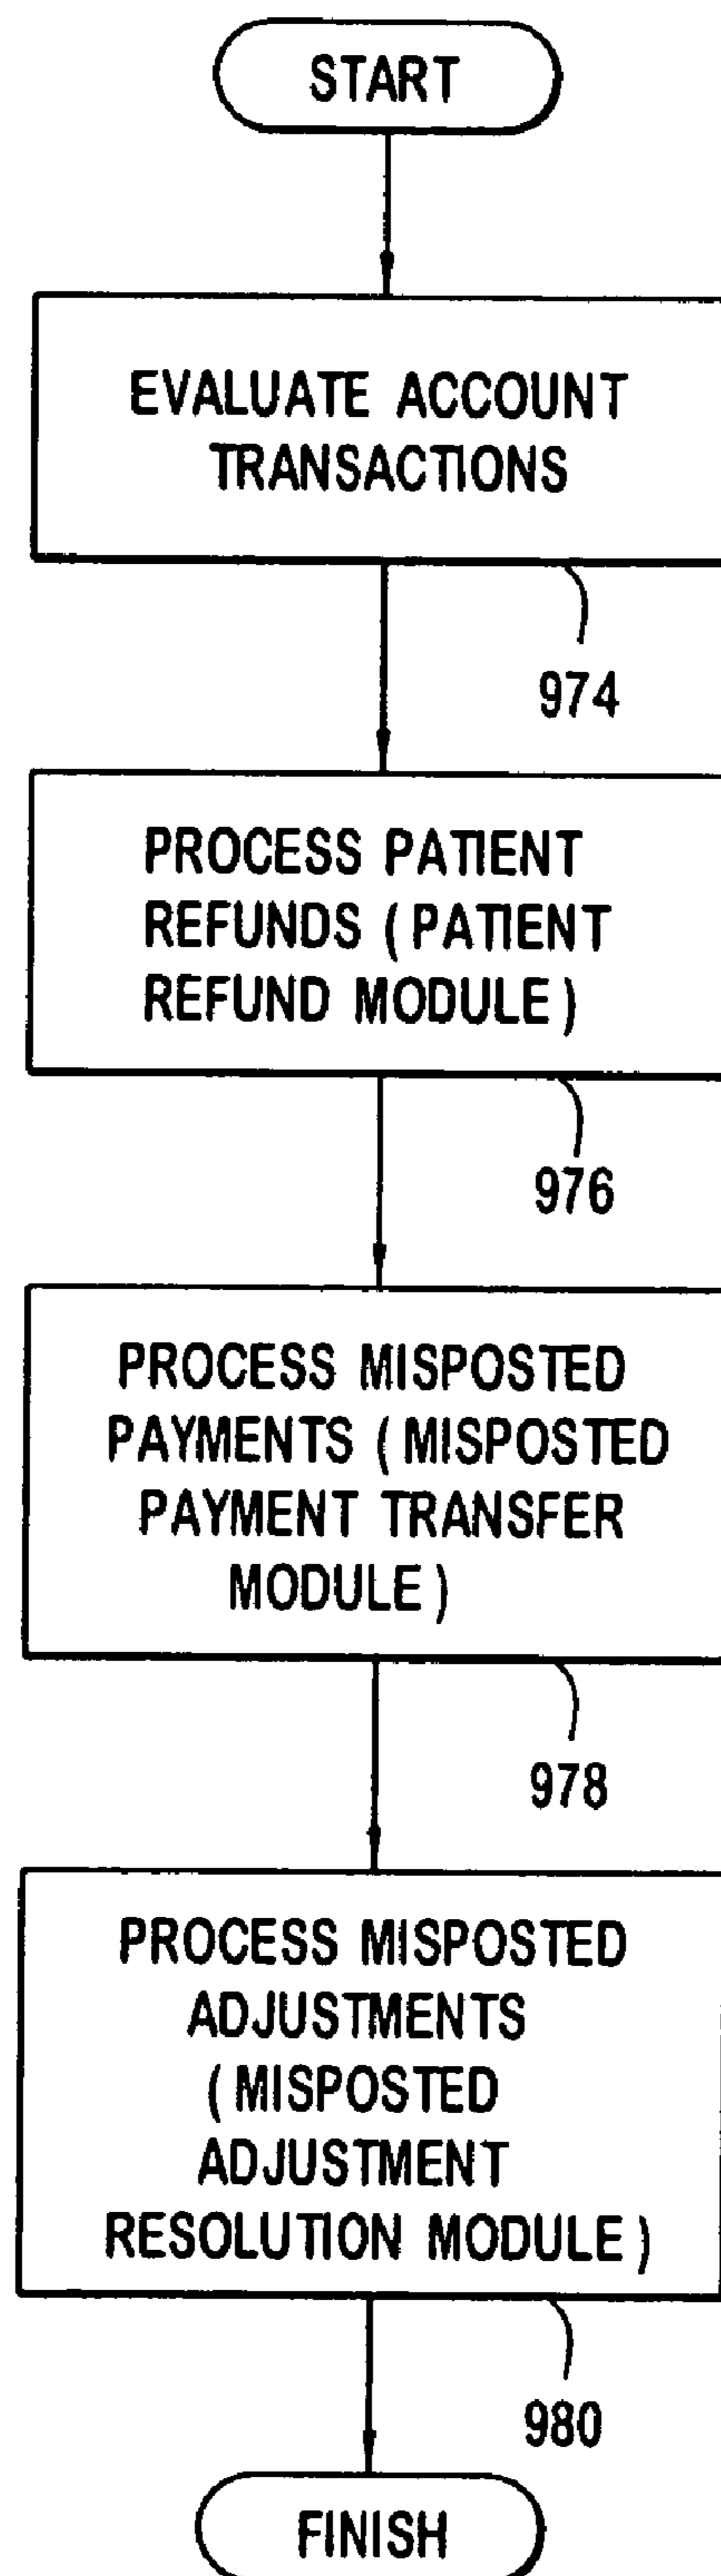 START
EVALUATE ACCOUNT
TRANSACTIONS
974
PROCESS PATIENT
REFUNDS (PATIENT
REFUND MODULE)
976
PROCESS MISPOSTED
PAYMENTS (MISPOSTED
PAYMENT TRANSFER
MODULE)
978
PROCESS MISPOSTED
ADJUSTMENTS
(MISPOSTED
ADJUSTMENT
RESOLUTION MODULE)
980
FINISH